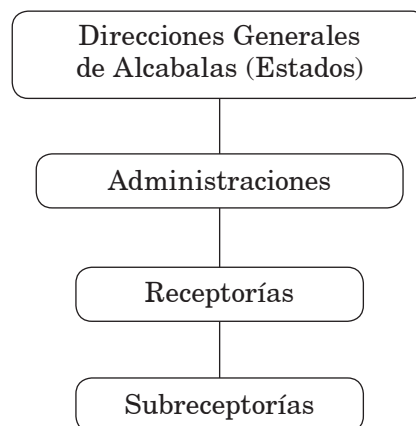 Direcciones Generales
de Alcabalas (Estados)
Administraciones
Receptorías
Subreceptorías